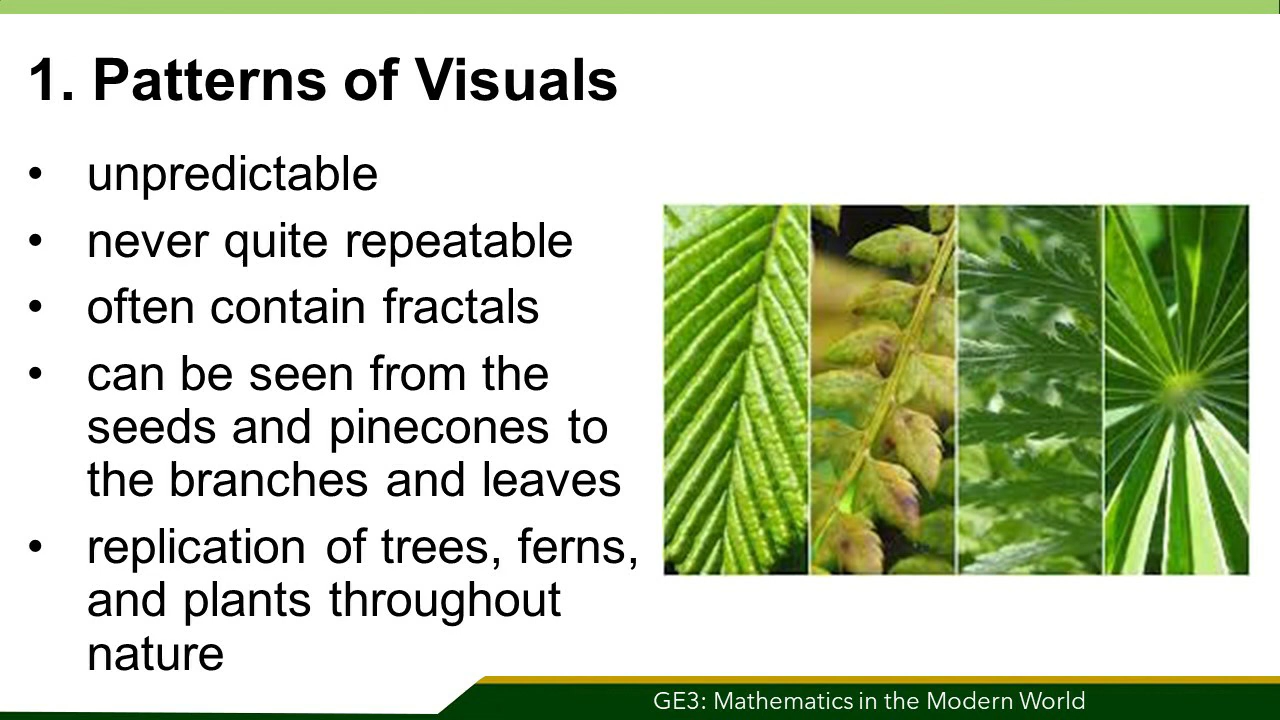 1. Patterns of Visuals
• unpredictable
• never quite repeatable
• often contain fractals
• can be seen from the
seeds and pinecones to
the branches and leaves
• replication of trees, ferns,
and plants throughout
nature
GE3: Mathematics in the Modern World